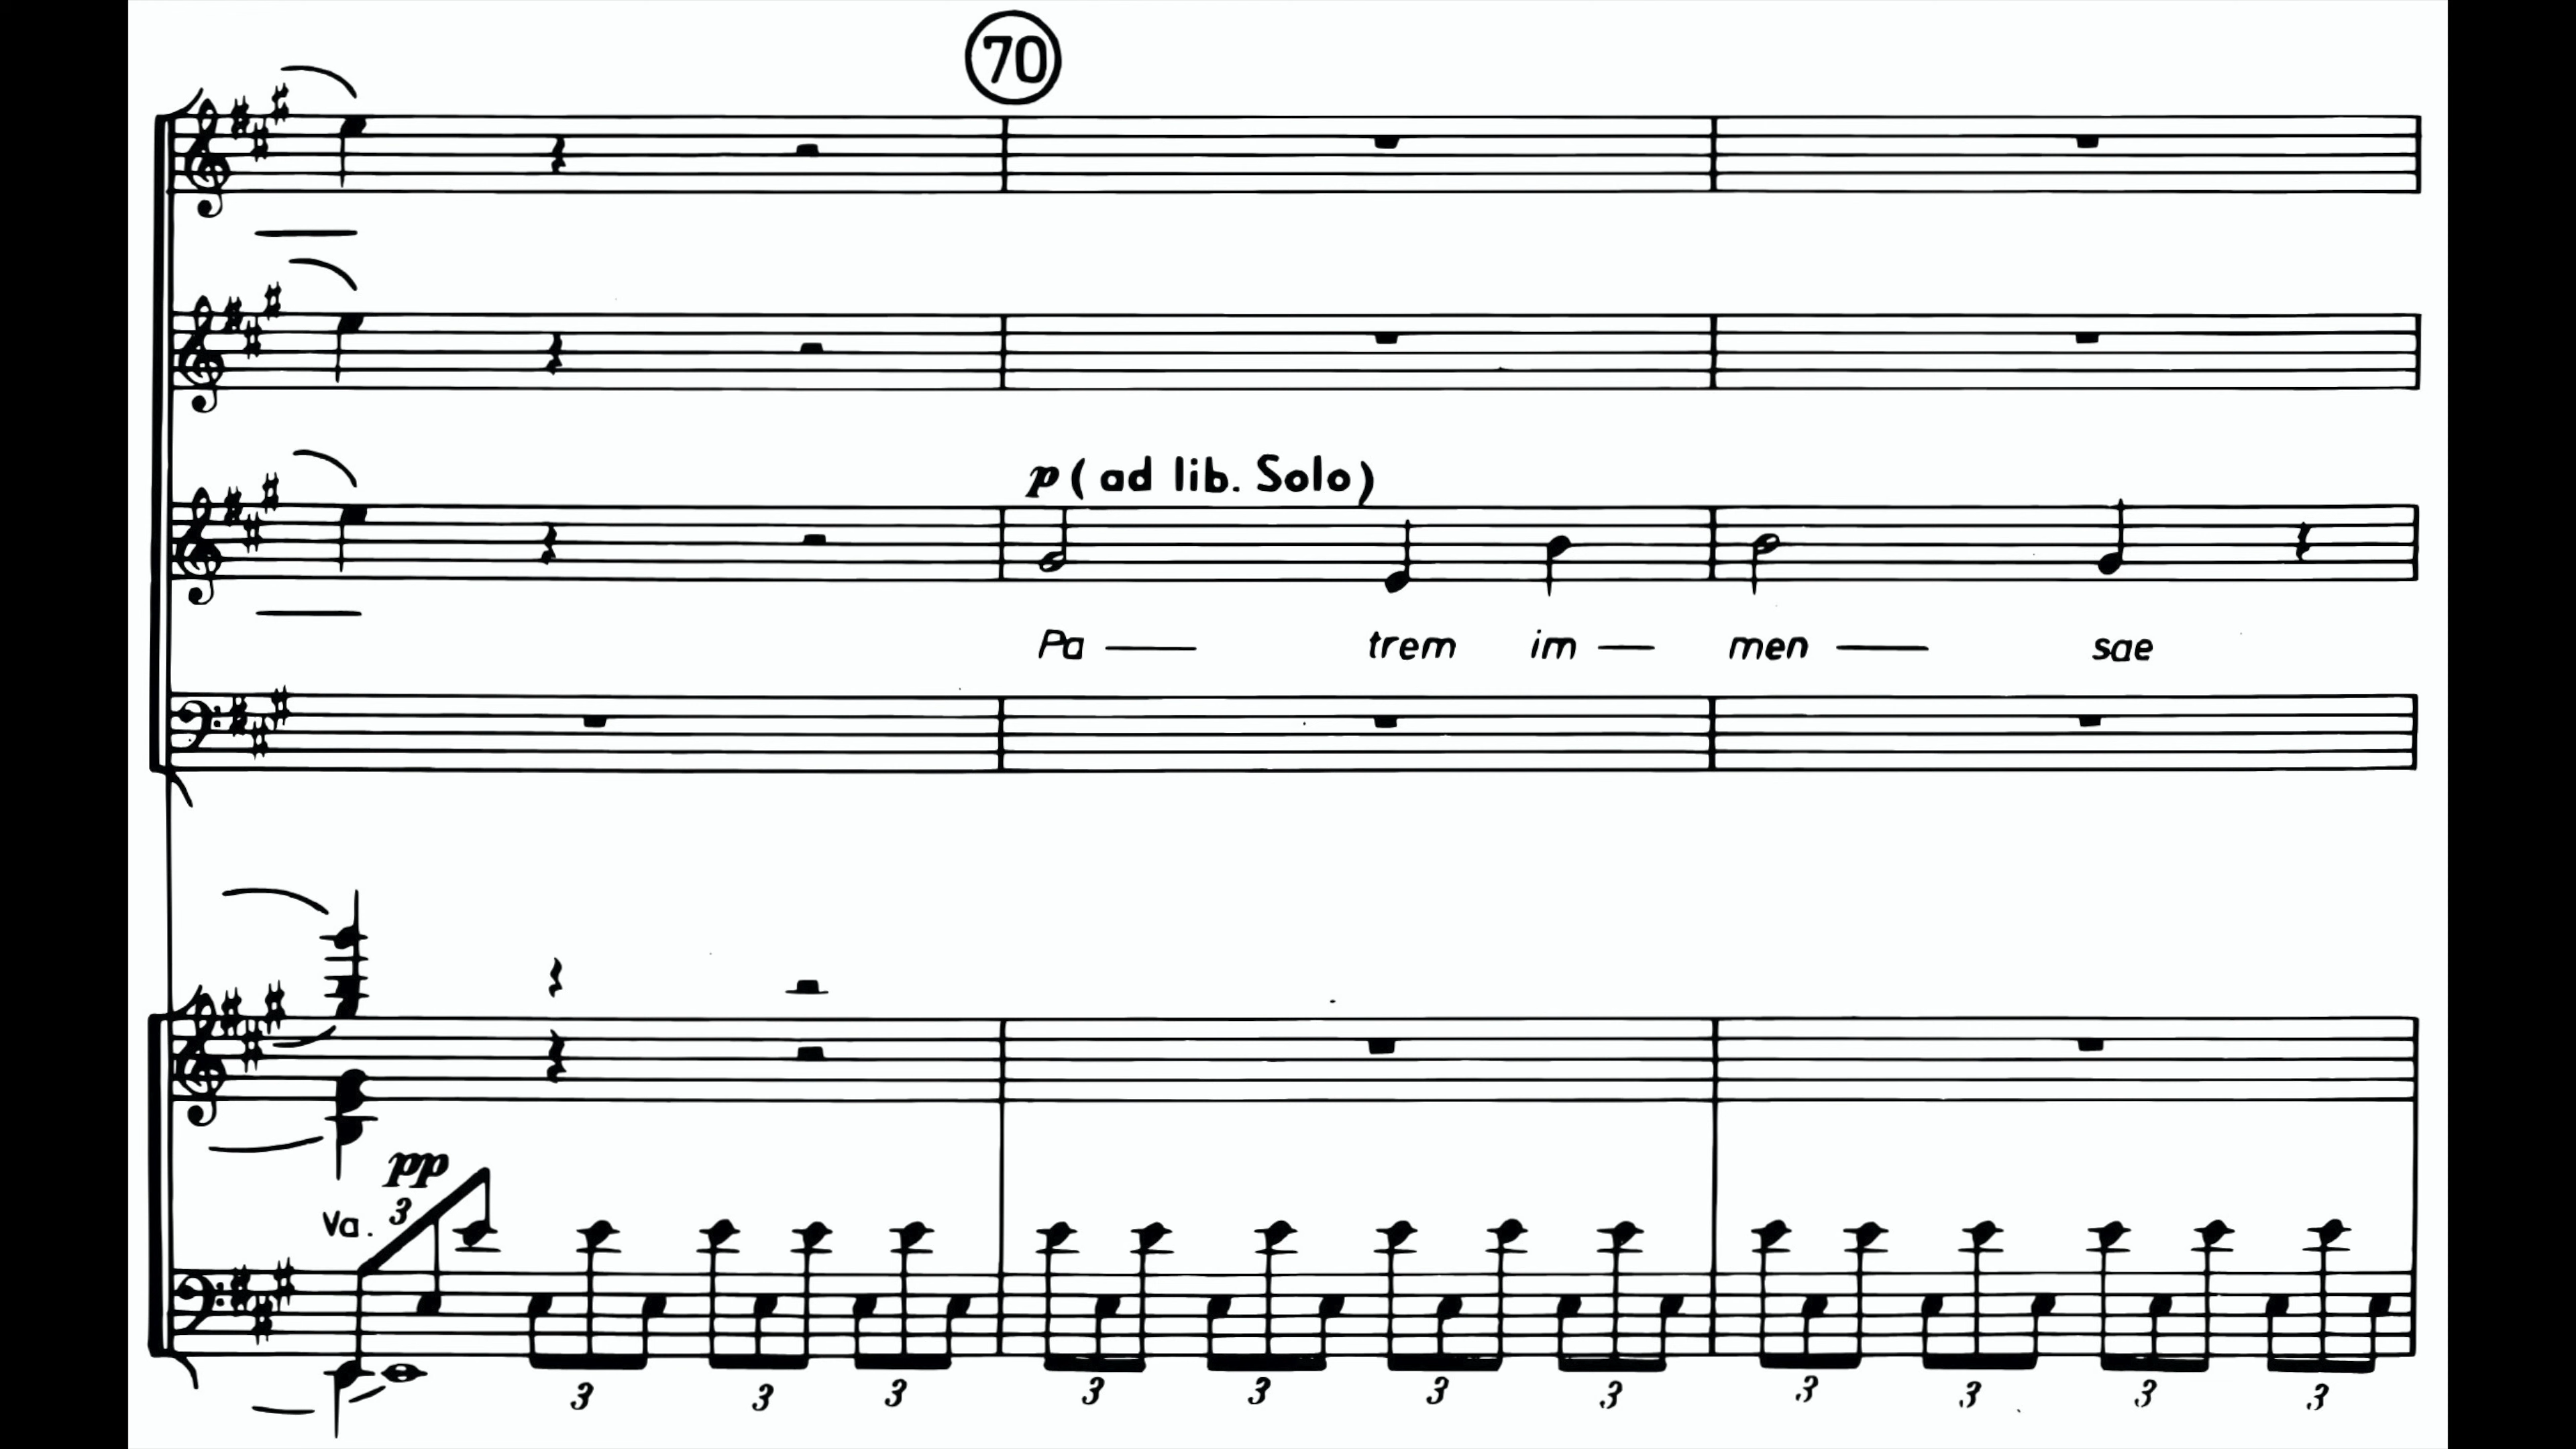 70
p (ad lib. Solo)
Pa — trem im — men — sae
pp
3
Va.
3 3 3 3 3 3 3 3 3 3 3